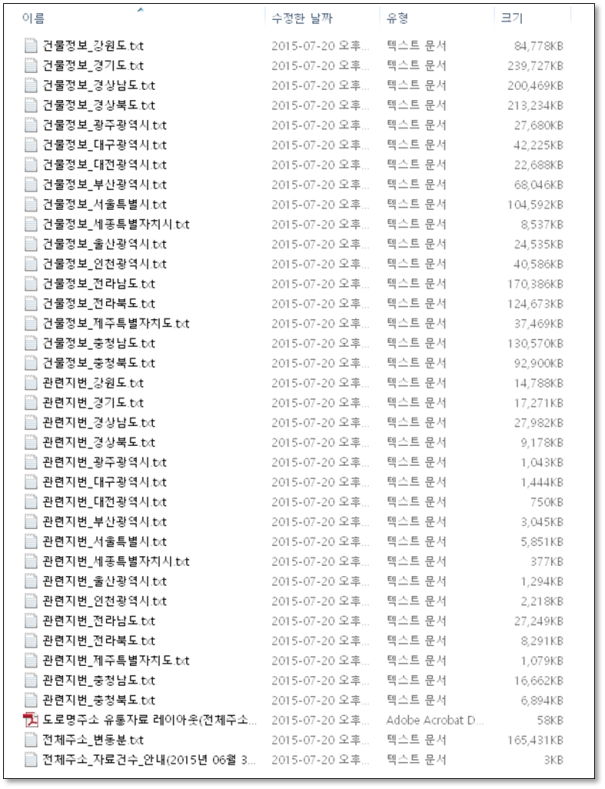 이름 수정한 날짜 유형 크기
건물정보_강원도.txt 2015-07-20 오후... 텍스트 문서 84,778KB
건물정보_경기도.txt 2015-07-20 오후... 텍스트 문서 239,727KB
건물정보_경상남도.txt 2015-07-20 오후... 텍스트 문서 200,469KB
건물정보_경상북도.txt 2015-07-20 오후... 텍스트 문서 213,234KB
건물정보_광주광역시.txt 2015-07-20 오후... 텍스트 문서 27,680KB
건물정보_대구광역시.txt 2015-07-20 오후... 텍스트 문서 42,225KB
건물정보_대전광역시.txt 2015-07-20 오후... 텍스트 문서 22,688KB
건물정보_부산광역시.txt 2015-07-20 오후... 텍스트 문서 68,046KB
건물정보_서울특별시.txt 2015-07-20 오후... 텍스트 문서 104,592KB
건물정보_세종특별자치시.txt 2015-07-20 오후... 텍스트 문서 8,537KB
건물정보_울산광역시.txt 2015-07-20 오후... 텍스트 문서 24,535KB
건물정보_인천광역시.txt 2015-07-20 오후... 텍스트 문서 40,586KB
건물정보_전라남도.txt 2015-07-20 오후... 텍스트 문서 170,386KB
건물정보_전라북도.txt 2015-07-20 오후... 텍스트 문서 124,673KB
건물정보_제주특별자치도.txt 2015-07-20 오후... 텍스트 문서 37,469KB
건물정보_충청남도.txt 2015-07-20 오후... 텍스트 문서 130,570KB
건물정보_충청북도.txt 2015-07-20 오후... 텍스트 문서 92,900KB
관련지번_강원도.txt 2015-07-20 오후... 텍스트 문서 14,788KB
관련지번_경기도.txt 2015-07-20 오후... 텍스트 문서 17,271KB
관련지번_경상남도.txt 2015-07-20 오후... 텍스트 문서 27,982KB
관련지번_경상북도.txt 2015-07-20 오후... 텍스트 문서 9,178KB
관련지번_광주광역시.txt 2015-07-20 오후... 텍스트 문서 1,043KB
관련지번_대구광역시.txt 2015-07-20 오후... 텍스트 문서 1,444KB
관련지번_대전광역시.txt 2015-07-20 오후... 텍스트 문서 750KB
관련지번_부산광역시.txt 2015-07-20 오후... 텍스트 문서 3,045KB
관련지번_서울특별시.txt 2015-07-20 오후... 텍스트 문서 5,851KB
관련지번_세종특별자치시.txt 2015-07-20 오후... 텍스트 문서 377KB
관련지번_울산광역시.txt 2015-07-20 오후... 텍스트 문서 1,294KB
관련지번_인천광역시.txt 2015-07-20 오후... 텍스트 문서 2,218KB
관련지번_전라남도.txt 2015-07-20 오후... 텍스트 문서 27,249KB
관련지번_전라북도.txt 2015-07-20 오후... 텍스트 문서 8,291KB
관련지번_제주특별자치도.txt 2015-07-20 오후... 텍스트 문서 1,079KB
관련지번_충청남도.txt 2015-07-20 오후... 텍스트 문서 16,662KB
관련지번_충청북도.txt 2015-07-20 오후... 텍스트 문서 6,894KB
도로명주소 유통자료 레이아웃(전체주소... 2015-07-20 오후... Adobe Acrobat D... 58KB
전체주소_변동분.txt 2015-07-20 오후... 텍스트 문서 165,431KB
전체주소_자료건수_안내(2015년 06월 3... 2015-07-20 오후... 텍스트 문서 3KB